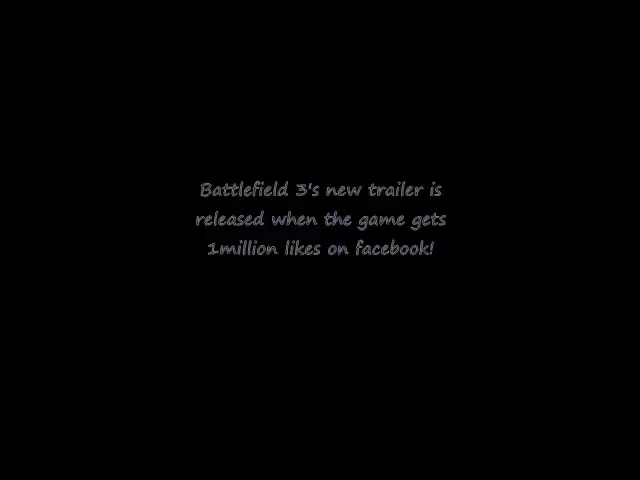 Battlefield 3's new trailer is
released when the game gets
1million likes on facebook!